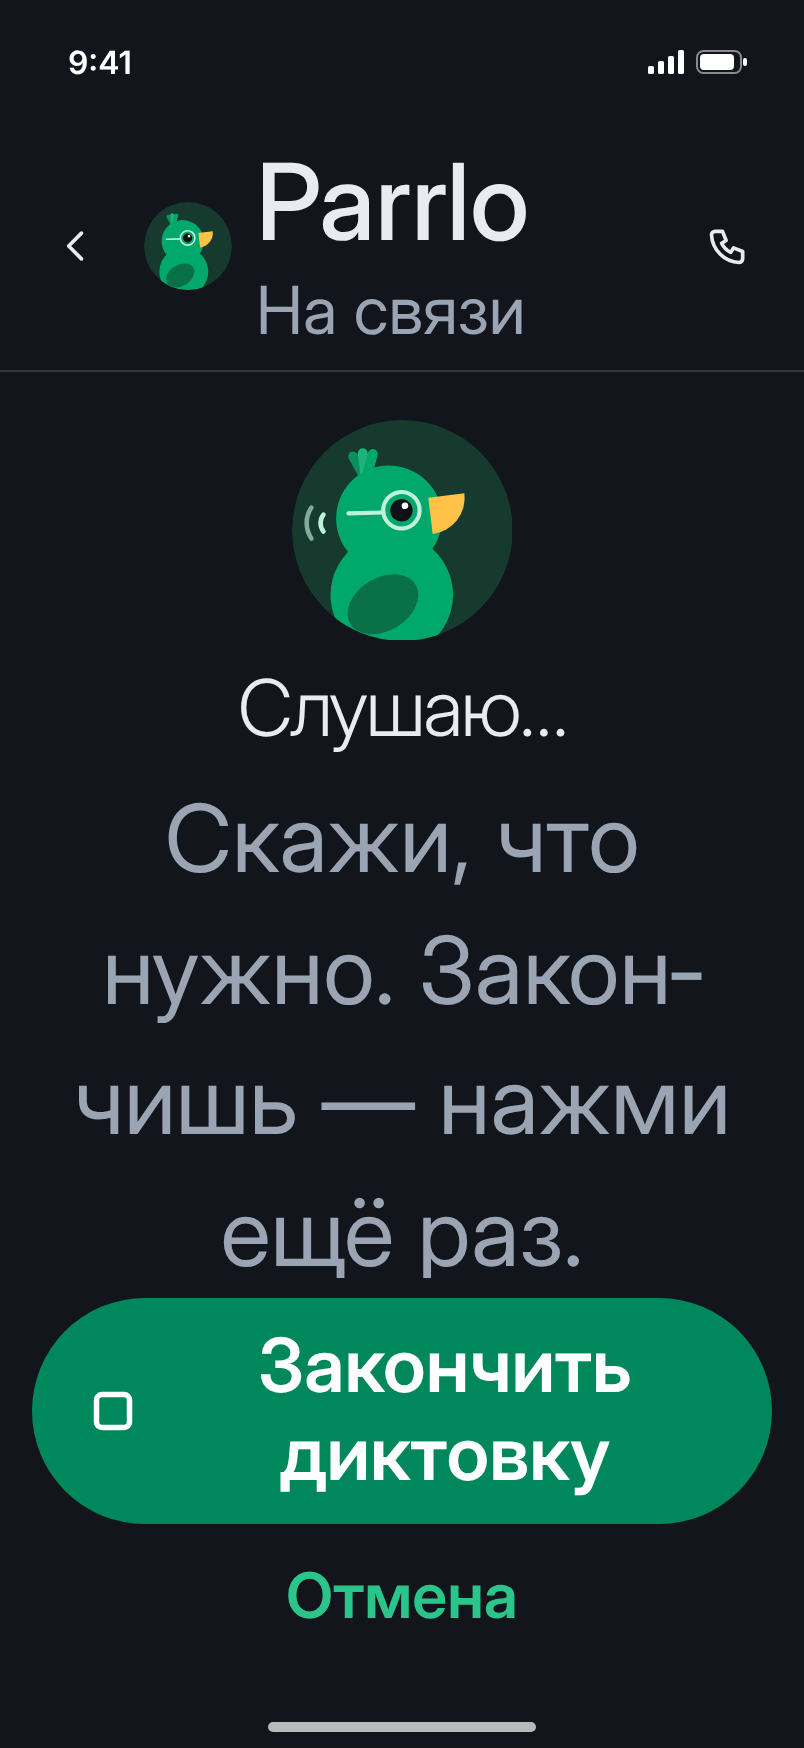 9:41
Parrlo
На связи
Слушаю...
Скажи, что
нужно. Закон-
чишь — нажми
ещё раз.
Закончить
диктовку
Отмена